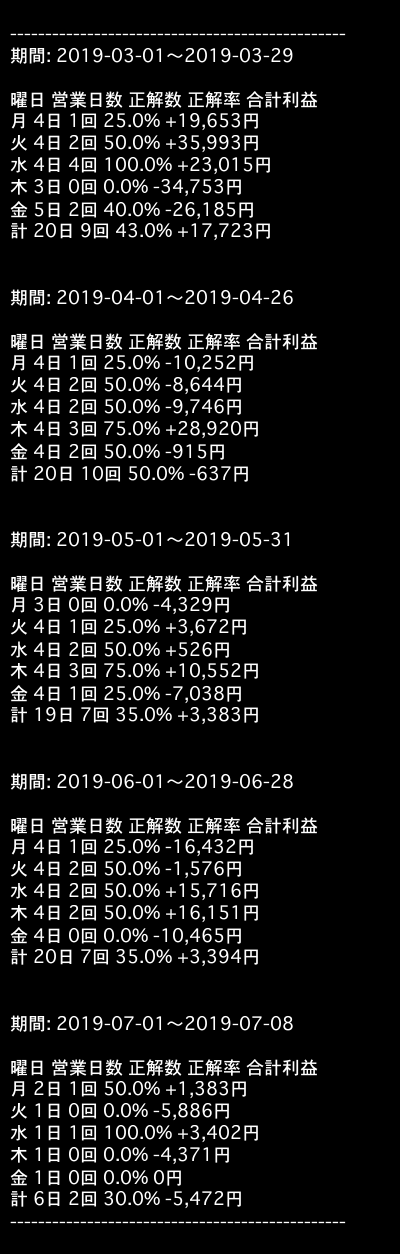 ------------------------------------------------
期間: 2019-03-01〜2019-03-29
曜日 営業日数 正解数 正解率 合計利益
月 4日 1回 25.0% +19,653円
火 4日 2回 50.0% +35,993円
水 4日 4回 100.0% +23,015円
木 3日 0回 0.0% -34,753円
金 5日 2回 40.0% -26,185円
計 20日 9回 43.0% +17,723円
期間: 2019-04-01〜2019-04-26
曜日 営業日数 正解数 正解率 合計利益
月 4日 1回 25.0% -10,252円
火 4日 2回 50.0% -8,644円
水 4日 2回 50.0% -9,746円
木 4日 3回 75.0% +28,920円
金 4日 2回 50.0% -915円
計 20日 10回 50.0% -637円
期間: 2019-05-01〜2019-05-31
曜日 営業日数 正解数 正解率 合計利益
月 3日 0回 0.0% -4,329円
火 4日 1回 25.0% +3,672円
水 4日 2回 50.0% +526円
木 4日 3回 75.0% +10,552円
金 4日 1回 25.0% -7,038円
計 19日 7回 35.0% +3,383円
期間: 2019-06-01〜2019-06-28
曜日 営業日数 正解数 正解率 合計利益
月 4日 1回 25.0% -16,432円
火 4日 2回 50.0% -1,576円
水 4日 2回 50.0% +15,716円
木 4日 2回 50.0% +16,151円
金 4日 0回 0.0% -10,465円
計 20日 7回 35.0% +3,394円
期間: 2019-07-01〜2019-07-08
曜日 営業日数 正解数 正解率 合計利益
月 2日 1回 50.0% +1,383円
火 1日 0回 0.0% -5,886円
水 1日 1回 100.0% +3,402円
木 1日 0回 0.0% -4,371円
金 1日 0回 0.0% 0円
計 6日 2回 30.0% -5,472円
------------------------------------------------